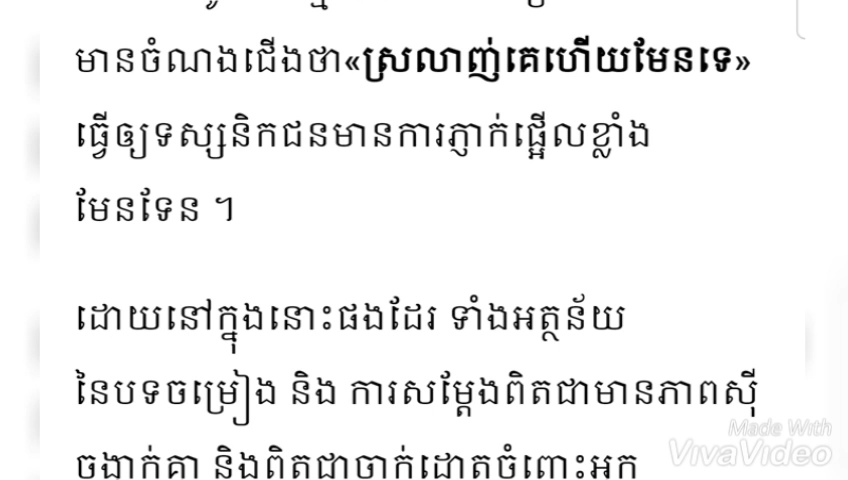 មានចំណងជើងថា«ស្រលាញ់គេហើយមែនទេ»
ធ្វើឲ្យទស្សនិកជនមានការភ្ញាក់ផ្អើលខ្លាំង
មែនទែន ។
ដោយនៅក្នុងនោះផងដែរ ទាំងអត្ថន័យ
នៃបទចម្រៀង និង ការសម្តែងពិតជាមានភាពស៊ី
ចង្វាក់គ្នា និងពិតជាចាក់ដោតចំពោះអ្នក
Made With
VivaVideo